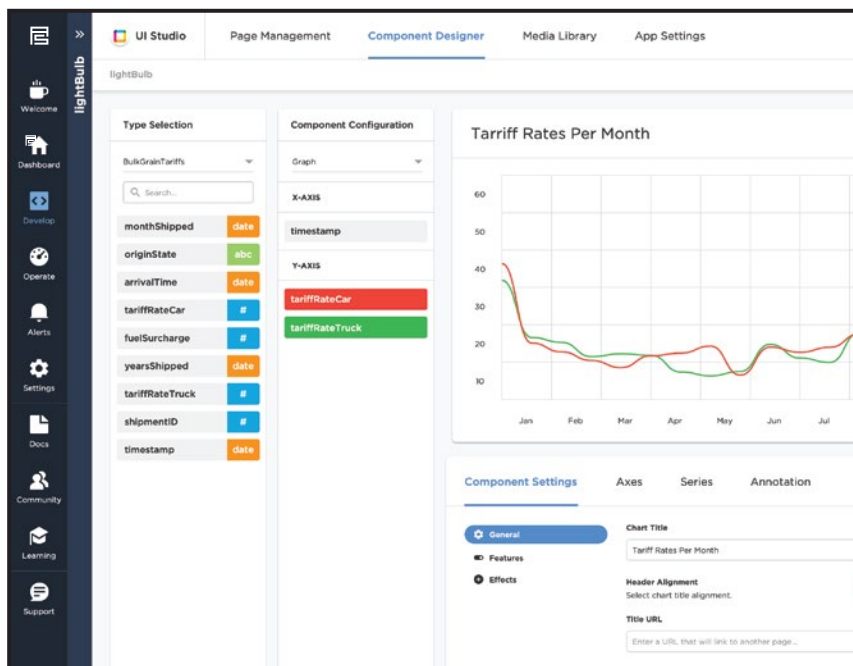 UI Studio
Page Management
Component Designer
Media Library
App Settings
lightBulb
lightBulb
Welcome
Dashboard
Develop
Operate
Alerts
Settings
Docs
Community
Learning
Support
Type Selection
BulkGrainTariffs
Search...
monthShipped date
originState abc
arrivalTime date
tariffRateCar #
fuelSurcharge #
yearsShipped date
tariffRateTruck #
shipmentID #
timestamp date
Component Configuration
Graph
X-AXIS
timestamp
Y-AXIS
tariffRateCar
tariffRateTruck
Tarriff Rates Per Month
60
50
40
30
20
10
Jan Feb Mar Apr May Jun Jul
Component Settings
Axes
Series
Annotation
General
Features
Effects
Chart Title
Tariff Rates Per Month
Header Alignment
Select chart title alignment.
Title URL
Enter a URL that will link to another page...